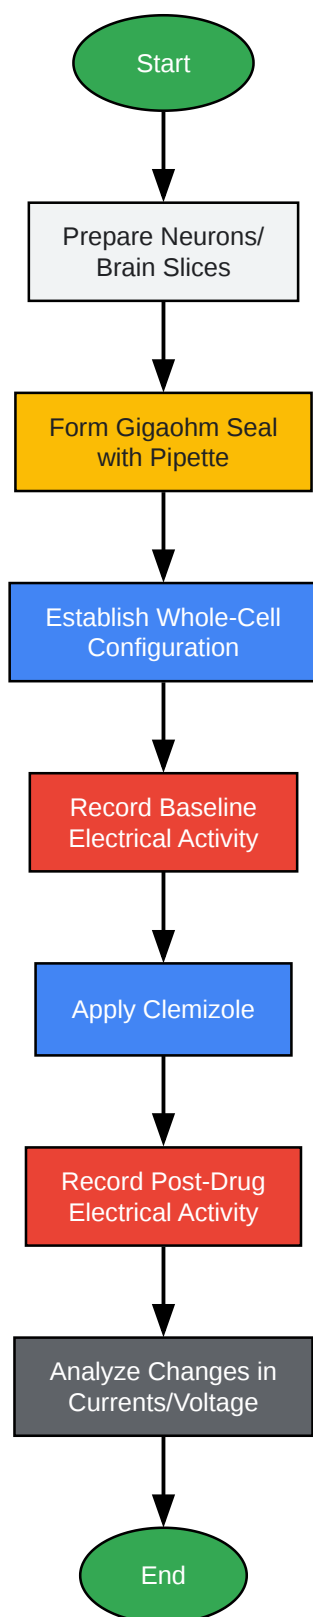 Start
Prepare Neurons/
Brain Slices
Form Gigaohm Seal
with Pipette
Establish Whole-Cell
Configuration
Record Baseline
Electrical Activity
Apply Clemizole
Record Post-Drug
Electrical Activity
Analyze Changes in
Currents/Voltage
End